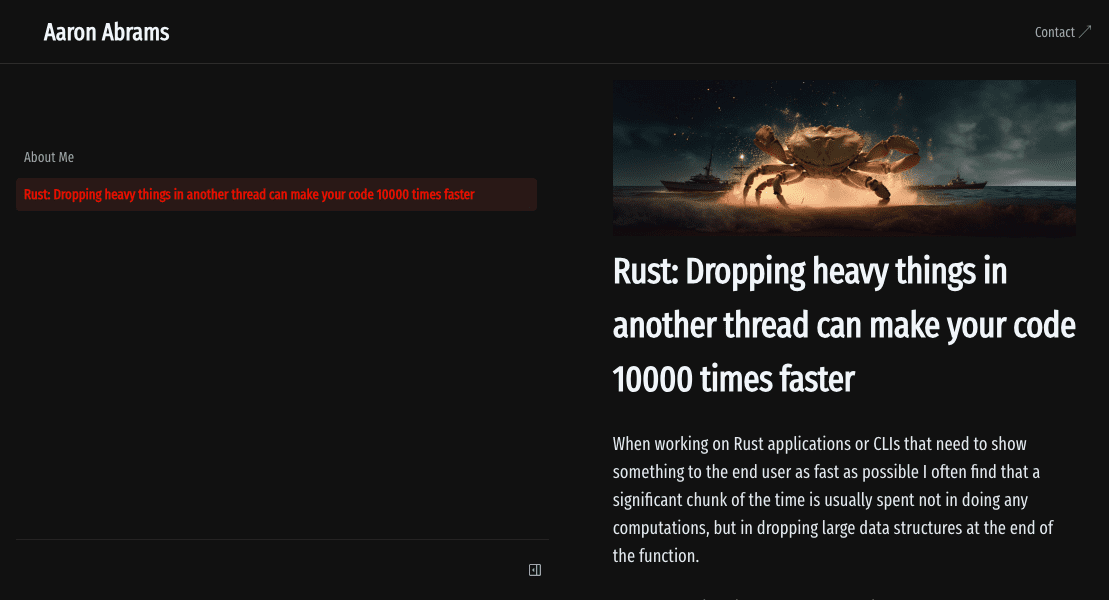 Aaron Abrams
Contact
About Me
Rust: Dropping heavy things in another thread can make your code 10000 times faster
Rust: Dropping heavy things in
another thread can make your code
10000 times faster
When working on Rust applications or CLIs that need to show
something to the end user as fast as possible I often find that a
significant chunk of the time is usually spent not in doing any
computations, but in dropping large data structures at the end of
the function.